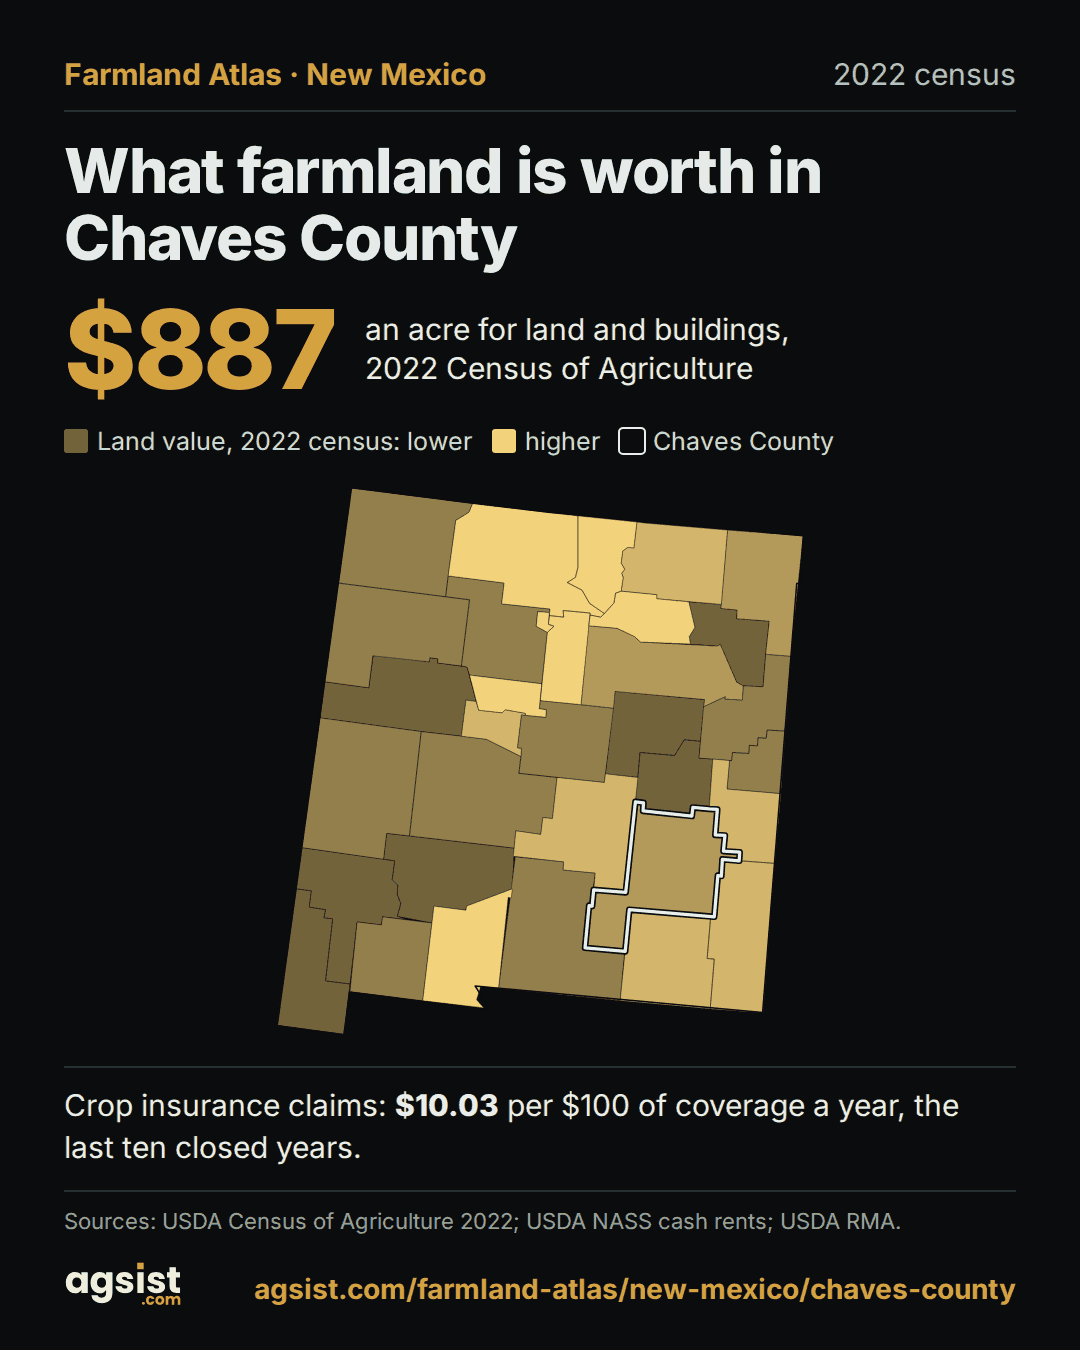 Farmland Atlas · New Mexico
2022 census
What farmland is worth in
Chaves County
$887
an acre for land and buildings,
2022 Census of Agriculture
Land value, 2022 census: lower
higher
Chaves County
Crop insurance claims: $10.03 per $100 of coverage a year, the
last ten closed years.
Sources: USDA Census of Agriculture 2022; USDA NASS cash rents; USDA RMA.
agsist
.com
agsist.com/farmland-atlas/new-mexico/chaves-county